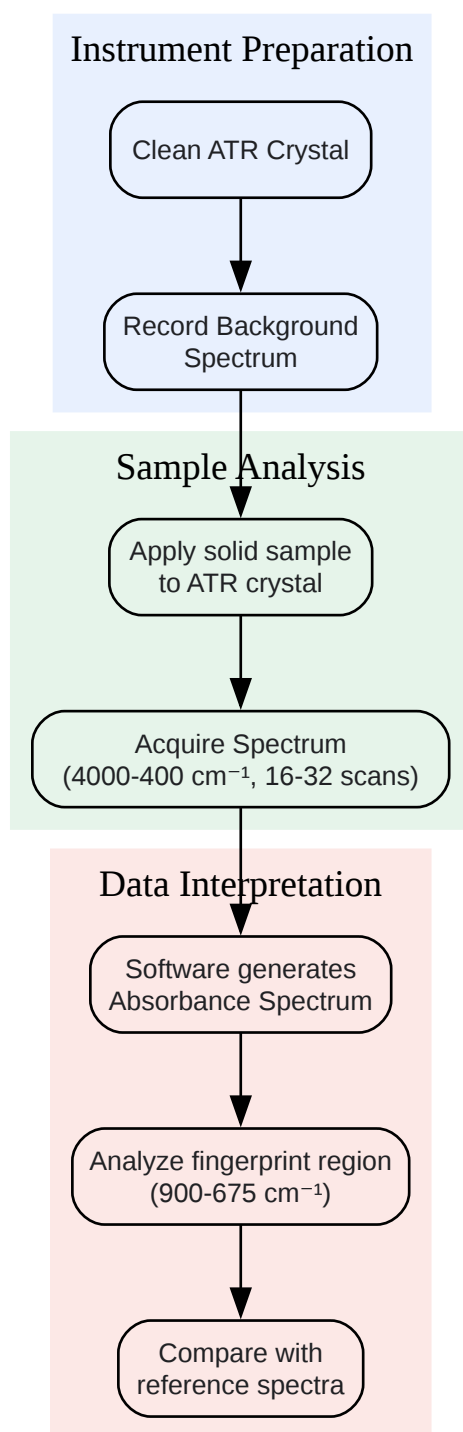 Instrument Preparation
Clean ATR Crystal
Record Background
Spectrum
Sample Analysis
Apply solid sample
to ATR crystal
Acquire Spectrum
(4000-400 cm⁻¹, 16-32 scans)
Data Interpretation
Software generates
Absorbance Spectrum
Analyze fingerprint region
(900-675 cm⁻¹)
Compare with
reference spectra